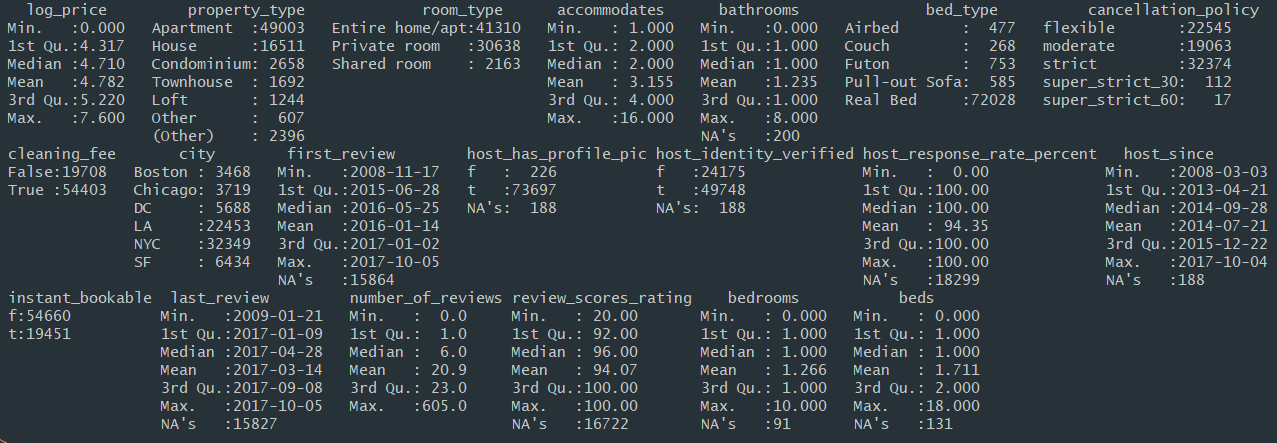 log_price property_type room_type accommodates bathrooms bed_type cancellation_policy
Min. :0.000 Apartment :49003 Entire home/apt:41310 Min. : 1.000 Min. :0.000 Airbed : 477 flexible :22545
1st Qu.:4.317 House :16511 Private room :30638 1st Qu.: 2.000 1st Qu.:1.000 Couch : 268 moderate :19063
Median :4.710 Condominium: 2658 Shared room : 2163 Median : 2.000 Median :1.000 Futon : 753 strict :32374
Mean :4.782 Townhouse : 1692 Mean : 3.155 Mean :1.235 Pull-out Sofa: 585 super_strict_30: 112
3rd Qu.:5.220 Loft : 1244 3rd Qu.: 4.000 3rd Qu.:1.000 Real Bed :72028 super_strict_60: 17
Max. :7.600 Other : 607 Max. :16.000 Max. :8.000
(Other) : 2396 NA's :200
cleaning_fee city first_review host_has_profile_pic host_identity_verified host_response_rate_percent host_since
False:19708 Boston : 3468 Min. :2008-11-17 f : 226 f :24175 Min. : 0.00 Min. :2008-03-03
True :54403 Chicago: 3719 1st Qu.:2015-06-28 t :73697 t :49748 1st Qu.:100.00 1st Qu.:2013-04-21
DC : 5688 Median :2016-05-25 NA's: 188 NA's: 188 Median :100.00 Median :2014-09-28
LA :22453 Mean :2016-01-14 Mean : 94.35 Mean :2014-07-21
NYC :32349 3rd Qu.:2017-01-02 3rd Qu.:100.00 3rd Qu.:2015-12-22
SF : 6434 Max. :2017-10-05 Max. :100.00 Max. :2017-10-04
NA's :15864 NA's :18299 NA's :188
instant_bookable last_review number_of_reviews review_scores_rating bedrooms beds
f:54660 Min. :2009-01-21 Min. : 0.0 Min. : 20.00 Min. : 0.000 Min. : 0.000
t:19451 1st Qu.:2017-01-09 1st Qu.: 1.0 1st Qu.: 92.00 1st Qu.: 1.000 1st Qu.: 1.000
Median :2017-04-28 Median : 6.0 Median : 96.00 Median : 1.000 Median : 1.000
Mean :2017-03-14 Mean : 20.9 Mean : 94.07 Mean : 1.266 Mean : 1.711
3rd Qu.:2017-09-08 3rd Qu.: 23.0 3rd Qu.:100.00 3rd Qu.: 1.000 3rd Qu.: 2.000
Max. :2017-10-05 Max. :605.0 Max. :100.00 Max. :10.000 Max. :18.000
NA's :15827 NA's :16722 NA's :91 NA's :131